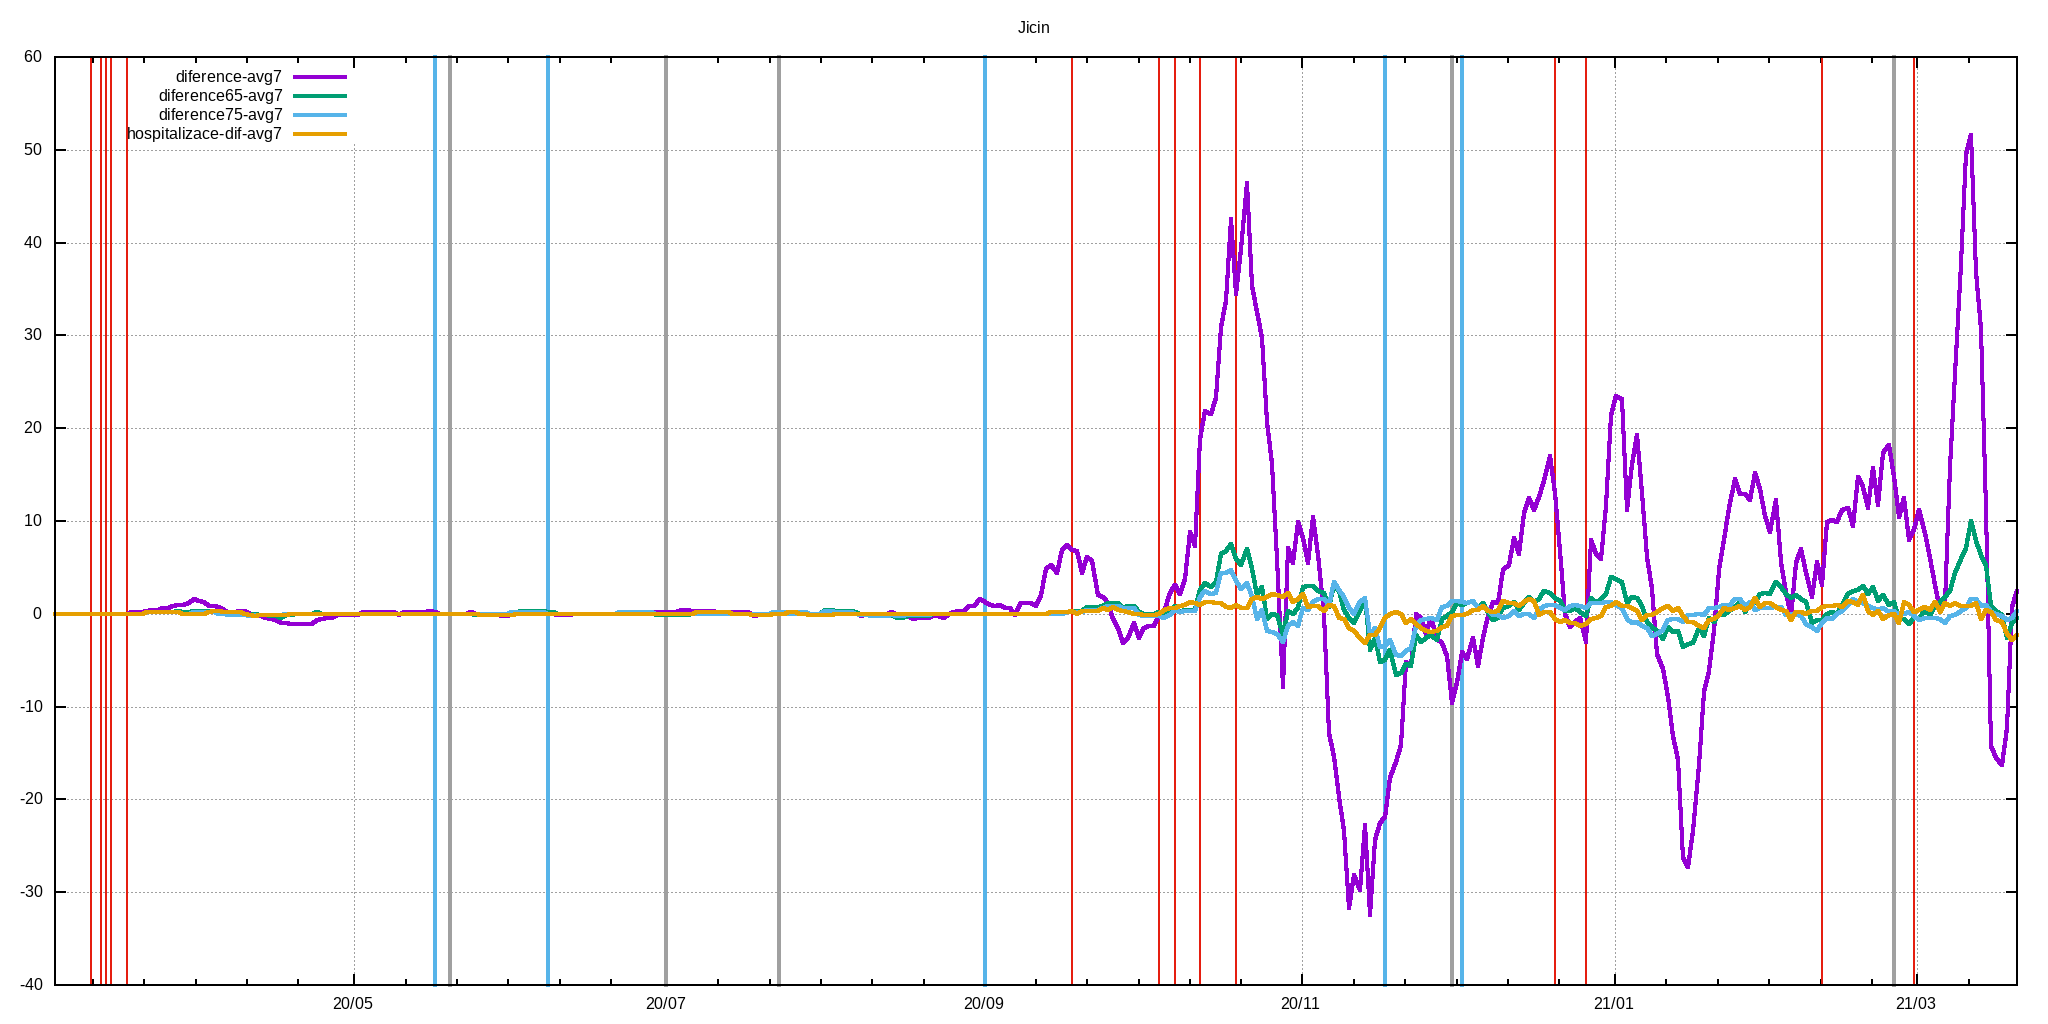 Jicin
diference-avg7
diference65-avg7
diference75-avg7
hospitalizace-dif-avg7
60
50
40
30
20
10
0
-10
-20
-30
-40
20/05 20/07 20/09 20/11 21/01 21/03